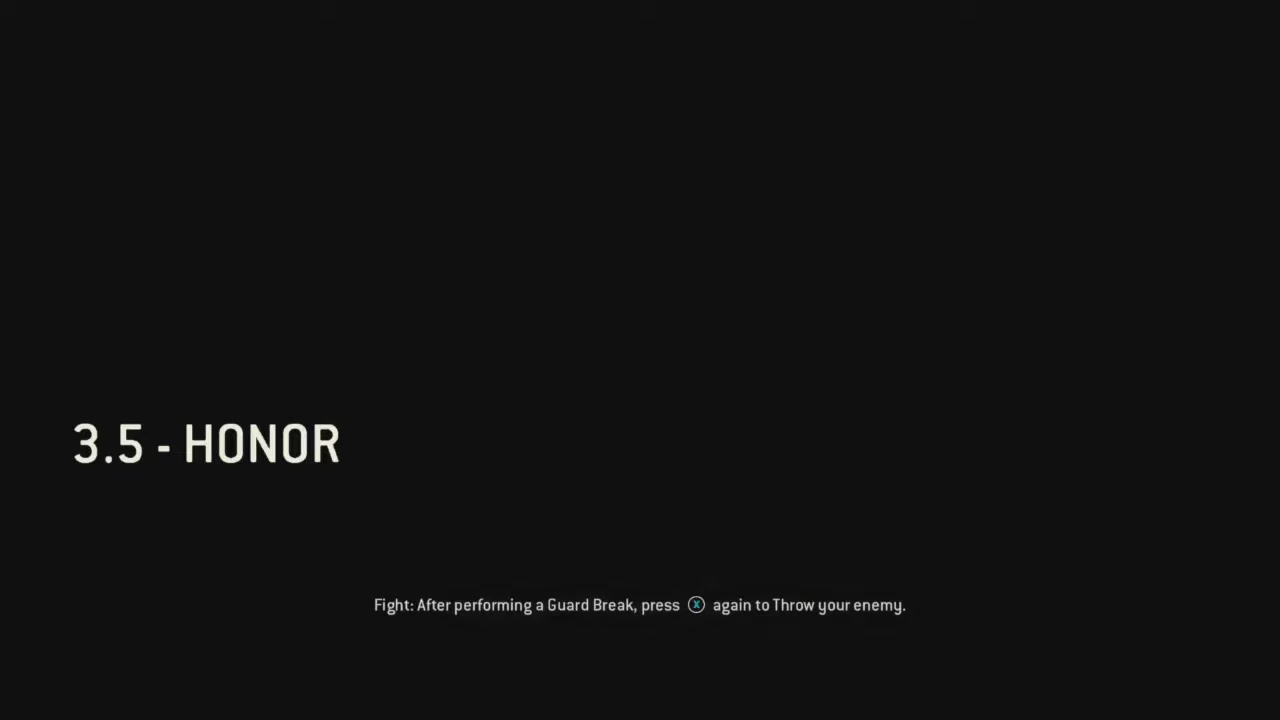 3.5 - HONOR
Fight: After performing a Guard Break, press X again to Throw your enemy.